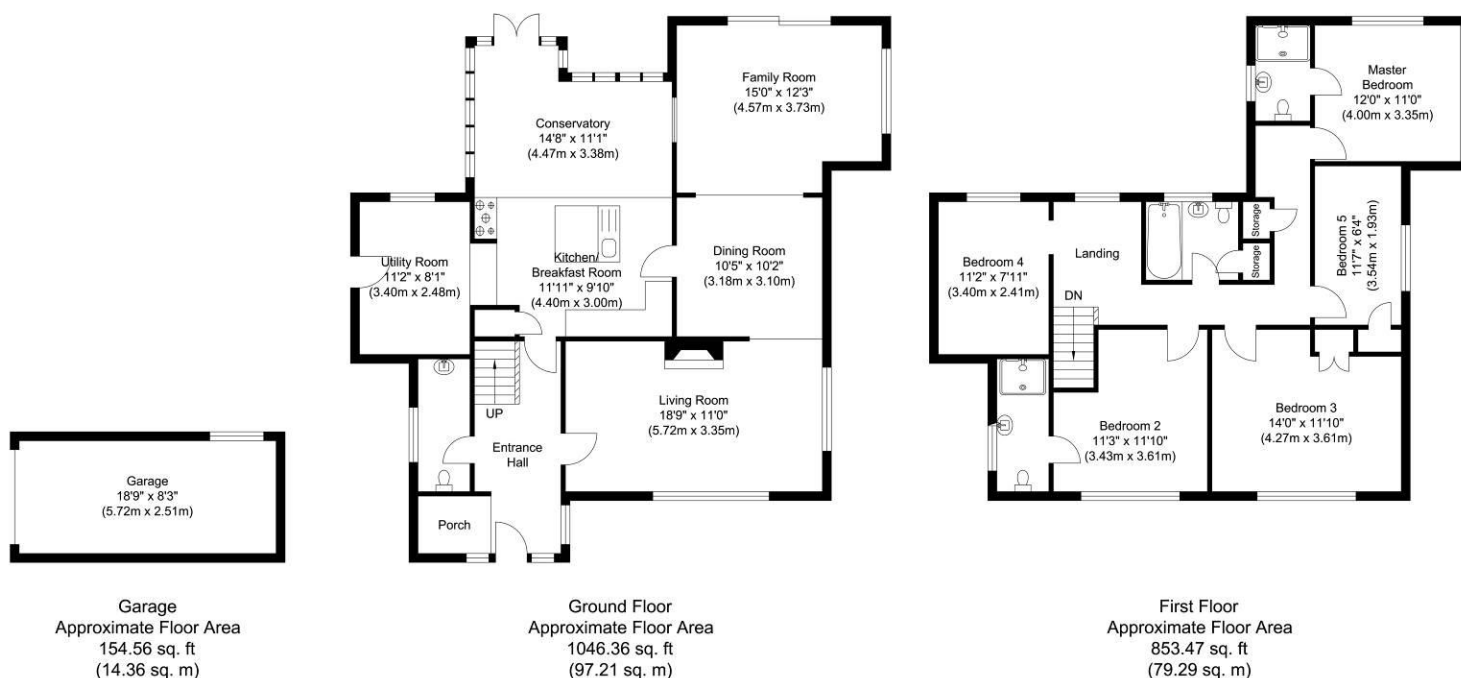 Garage
18'9" x 8'3"
(5.72m x 2.51m)
Garage
Approximate Floor Area
154.56 sq. ft
(14.36 sq. m)
Conservatory
14'8" x 11'1"
(4.47m x 3.38m)
Family Room
15'0" x 12'3"
(4.57m x 3.73m)
Utility Room
11'2" x 8'1"
(3.40m x 2.48m)
Kitchen/
Breakfast Room
11'11" x 9'10"
(4.40m x 3.00m)
Dining Room
10'5" x 10'2"
(3.18m x 3.10m)
UP
Entrance
Hall
Living Room
18'9" x 11'0"
(5.72m x 3.35m)
Porch
Ground Floor
Approximate Floor Area
1046.36 sq. ft
(97.21 sq. m)
Master
Bedroom
12'0" x 11'0"
(4.00m x 3.35m)
Bedroom 4
11'2" x 7'11"
(3.40m x 2.41m)
Landing
DN
Storage
Storage
Bedroom 5
11'7" x 6'4"
(3.54m x 1.93m)
Bedroom 2
11'3" x 11'10"
(3.43m x 3.61m)
Bedroom 3
14'0" x 11'10"
(4.27m x 3.61m)
First Floor
Approximate Floor Area
853.47 sq. ft
(79.29 sq. m)